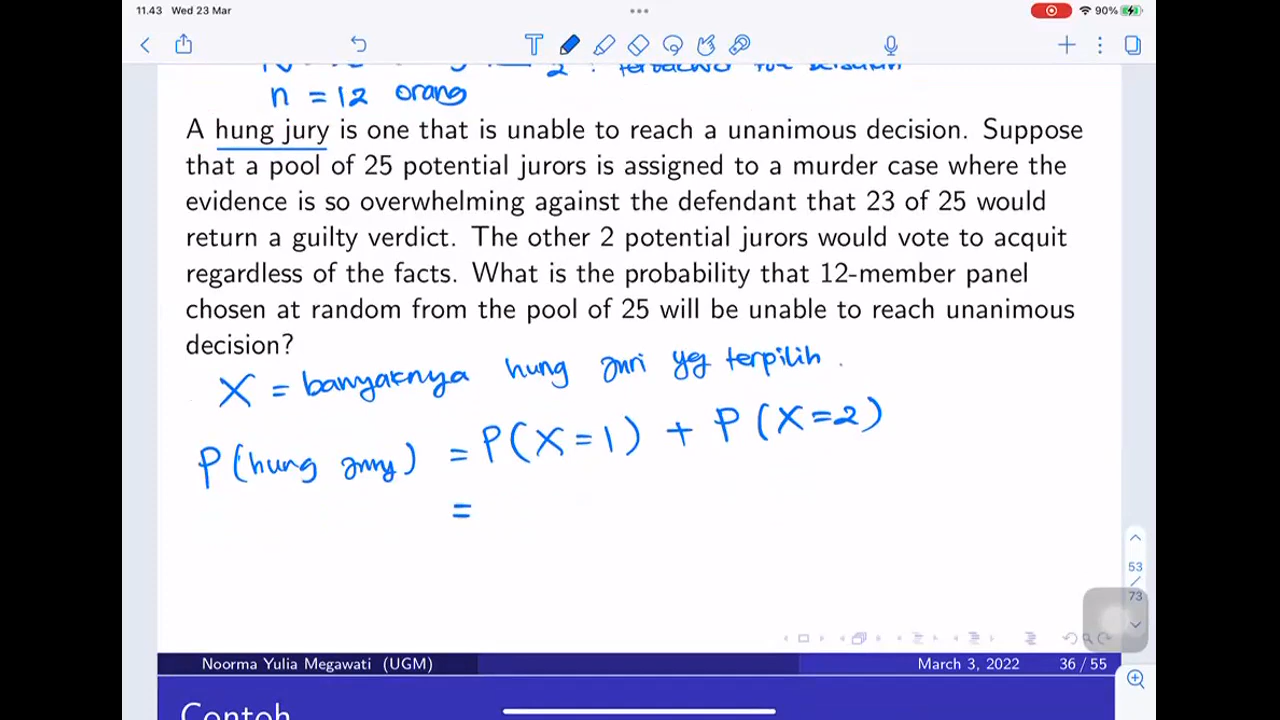 11.43 Wed 23 Mar
90%
n = 12 orang
A hung jury is one that is unable to reach a unanimous decision. Suppose
that a pool of 25 potential jurors is assigned to a murder case where the
evidence is so overwhelming against the defendant that 23 of 25 would
return a guilty verdict. The other 2 potential jurors would vote to acquit
regardless of the facts. What is the probability that 12-member panel
chosen at random from the pool of 25 will be unable to reach unanimous
decision?
X = banyaknya hung juri yg terpilih.
P(hung jury) = P(X=1) + P(X=2)
=
53
/
73
Noorma Yulia Megawati (UGM)
March 3, 2022
36 / 55
Contoh